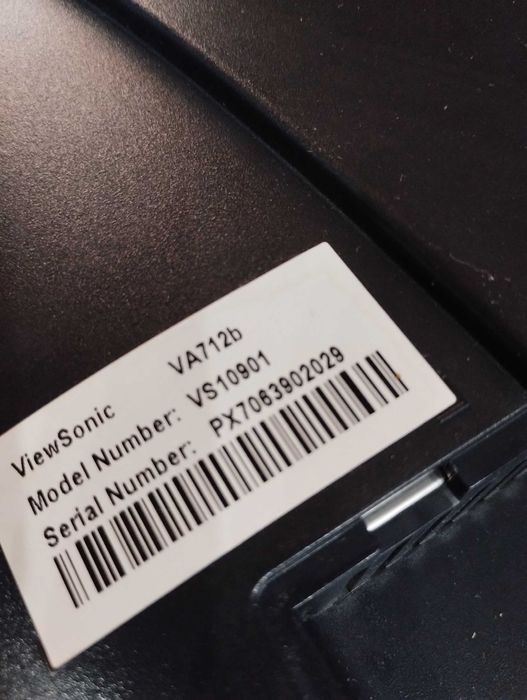 ViewSonic VA712b
Model Number: VS10901
Serial Number: PX7063902029